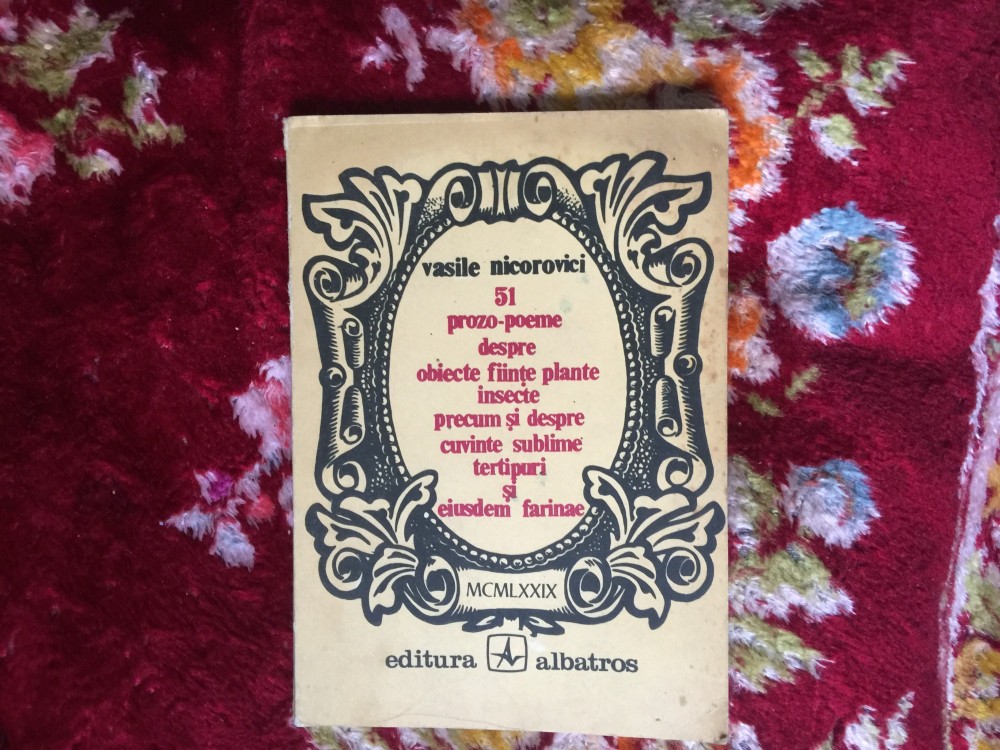 vasile nicorovici
51
prozo-poeme
despre
obiecte ființe plante
insecte
precum și despre
cuvinte sublime
tertipuri
și
eiusdem farinae
MCMLXXIX
editura albatros